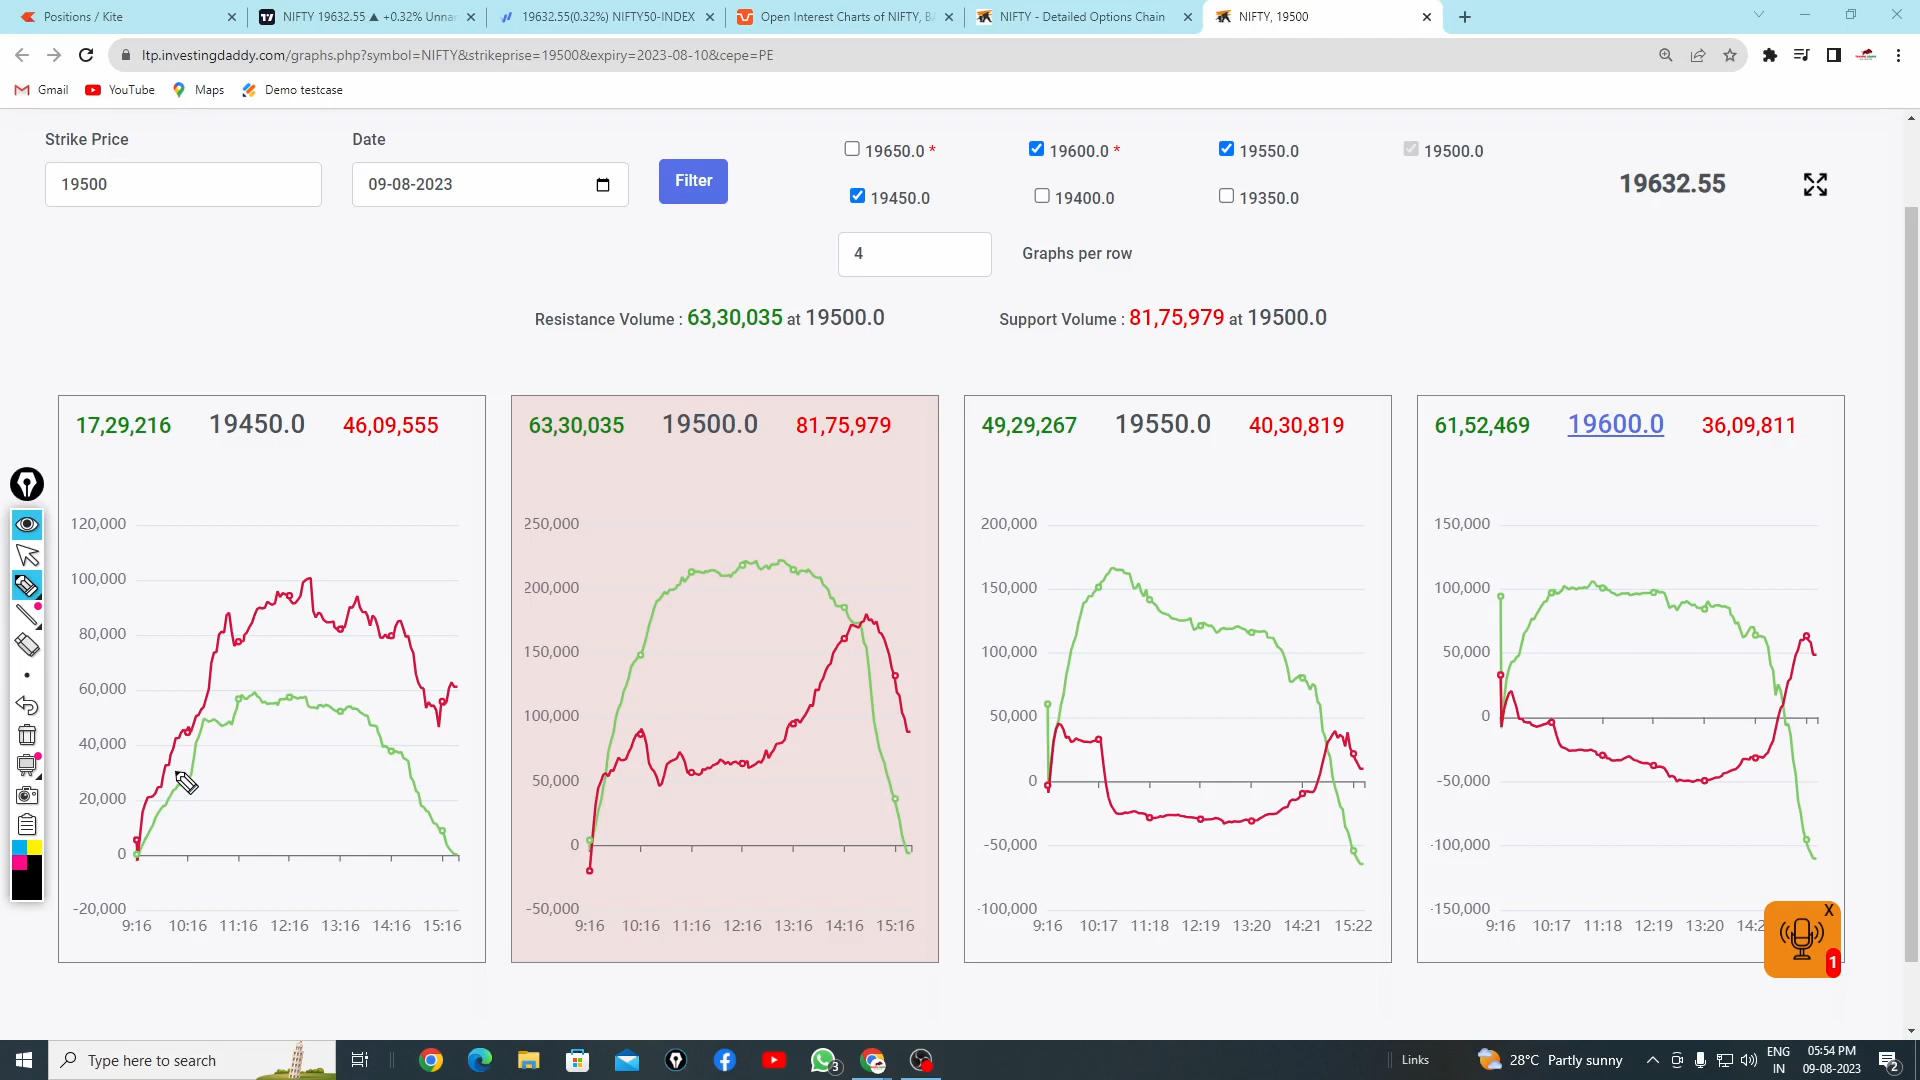 Positions / Kite
NIFTY 19632.55 ▲ +0.32% Unnar
19632.55(0.32%) NIFTY50-INDEX
Open Interest Charts of NIFTY, B
NIFTY - Detailed Options Chain
NIFTY, 19500
ltp.investingdaddy.com/graphs.php?symbol=NIFTY&strikeprise=19500&expiry=2023-08-10&cepe=PE
Gmail YouTube Maps Demo testcase
Strike Price Date
19650.0 * 19600.0 * 19550.0 19500.0
19500 09-08-2023 Filter 19632.55
19450.0 19400.0 19350.0
4 Graphs per row
Resistance Volume : 63,30,035 at 19500.0 Support Volume : 81,75,979 at 19500.0
17,29,216 19450.0 46,09,555
120,000
100,000
80,000
60,000
40,000
20,000
0
-20,000
9:16 10:16 11:16 12:16 13:16 14:16 15:16
63,30,035 19500.0 81,75,979
250,000
200,000
150,000
100,000
50,000
0
-50,000
9:16 10:16 11:16 12:16 13:16 14:16 15:16
49,29,267 19550.0 40,30,819
200,000
150,000
100,000
50,000
0
-50,000
-100,000
9:16 10:17 11:18 12:19 13:20 14:21 15:22
61,52,469 19600.0 36,09,811
150,000
100,000
50,000
0
-50,000
-100,000
-150,000
9:16 10:17 11:18 12:19 13:20 14:2
X
1
Type here to search
3
Links
28°C Partly sunny
ENG
IN
05:54 PM
09-08-2023
2